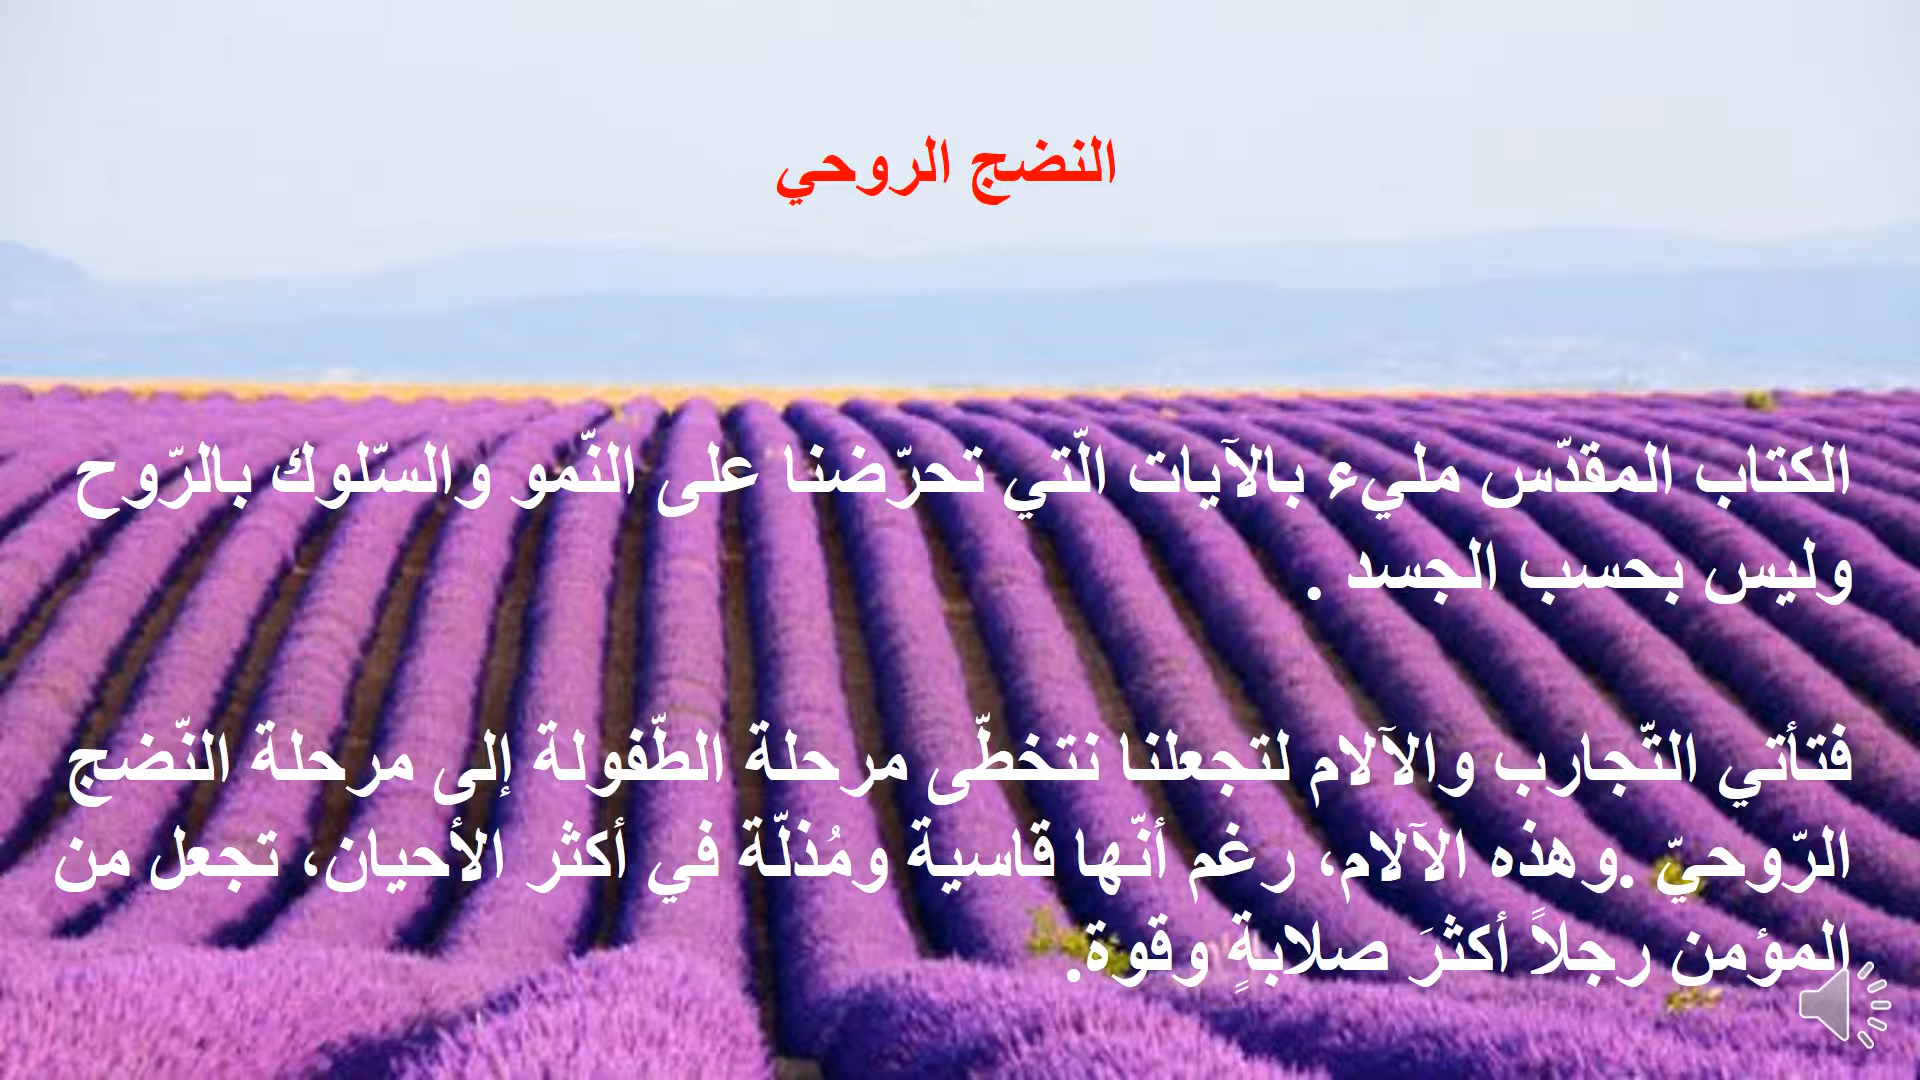 النضج الروحي
الكتاب المقدّس مليء بالآيات الّتي تحرّضنا على النّمو والسّلوك بالرّوح
وليس بحسب الجسد .
فتأتي التّجارب والآلام لتجعلنا نتخطّى مرحلة الطّفولة إلى مرحلة النّضج
الرّوحيّ .وهذه الآلام، رغم أنّها قاسية ومُذلّة في أكثر الأحيان، تجعل من
المؤمن رجلاً أكثرَ صلابةٍ وقوة.